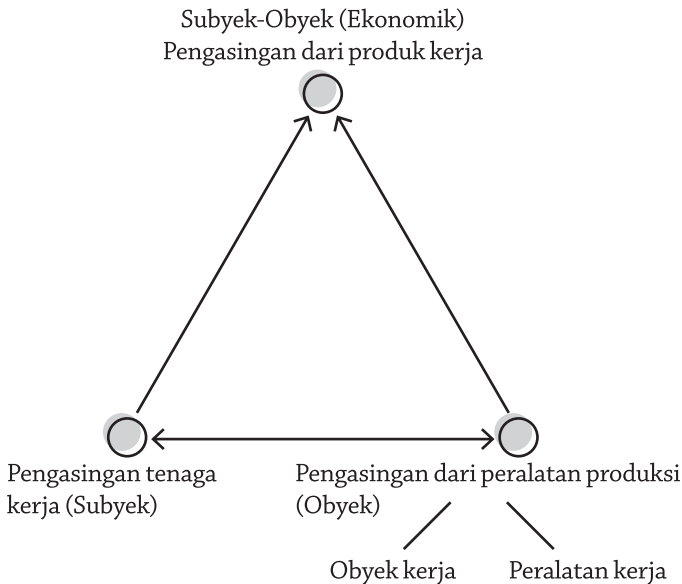 Subyek-Obyek (Ekonomik)
Pengasingan dari produk kerja
Pengasingan tenaga
kerja (Subyek)
Pengasingan dari peralatan produksi
(Obyek)
Obyek kerja
Peralatan kerja